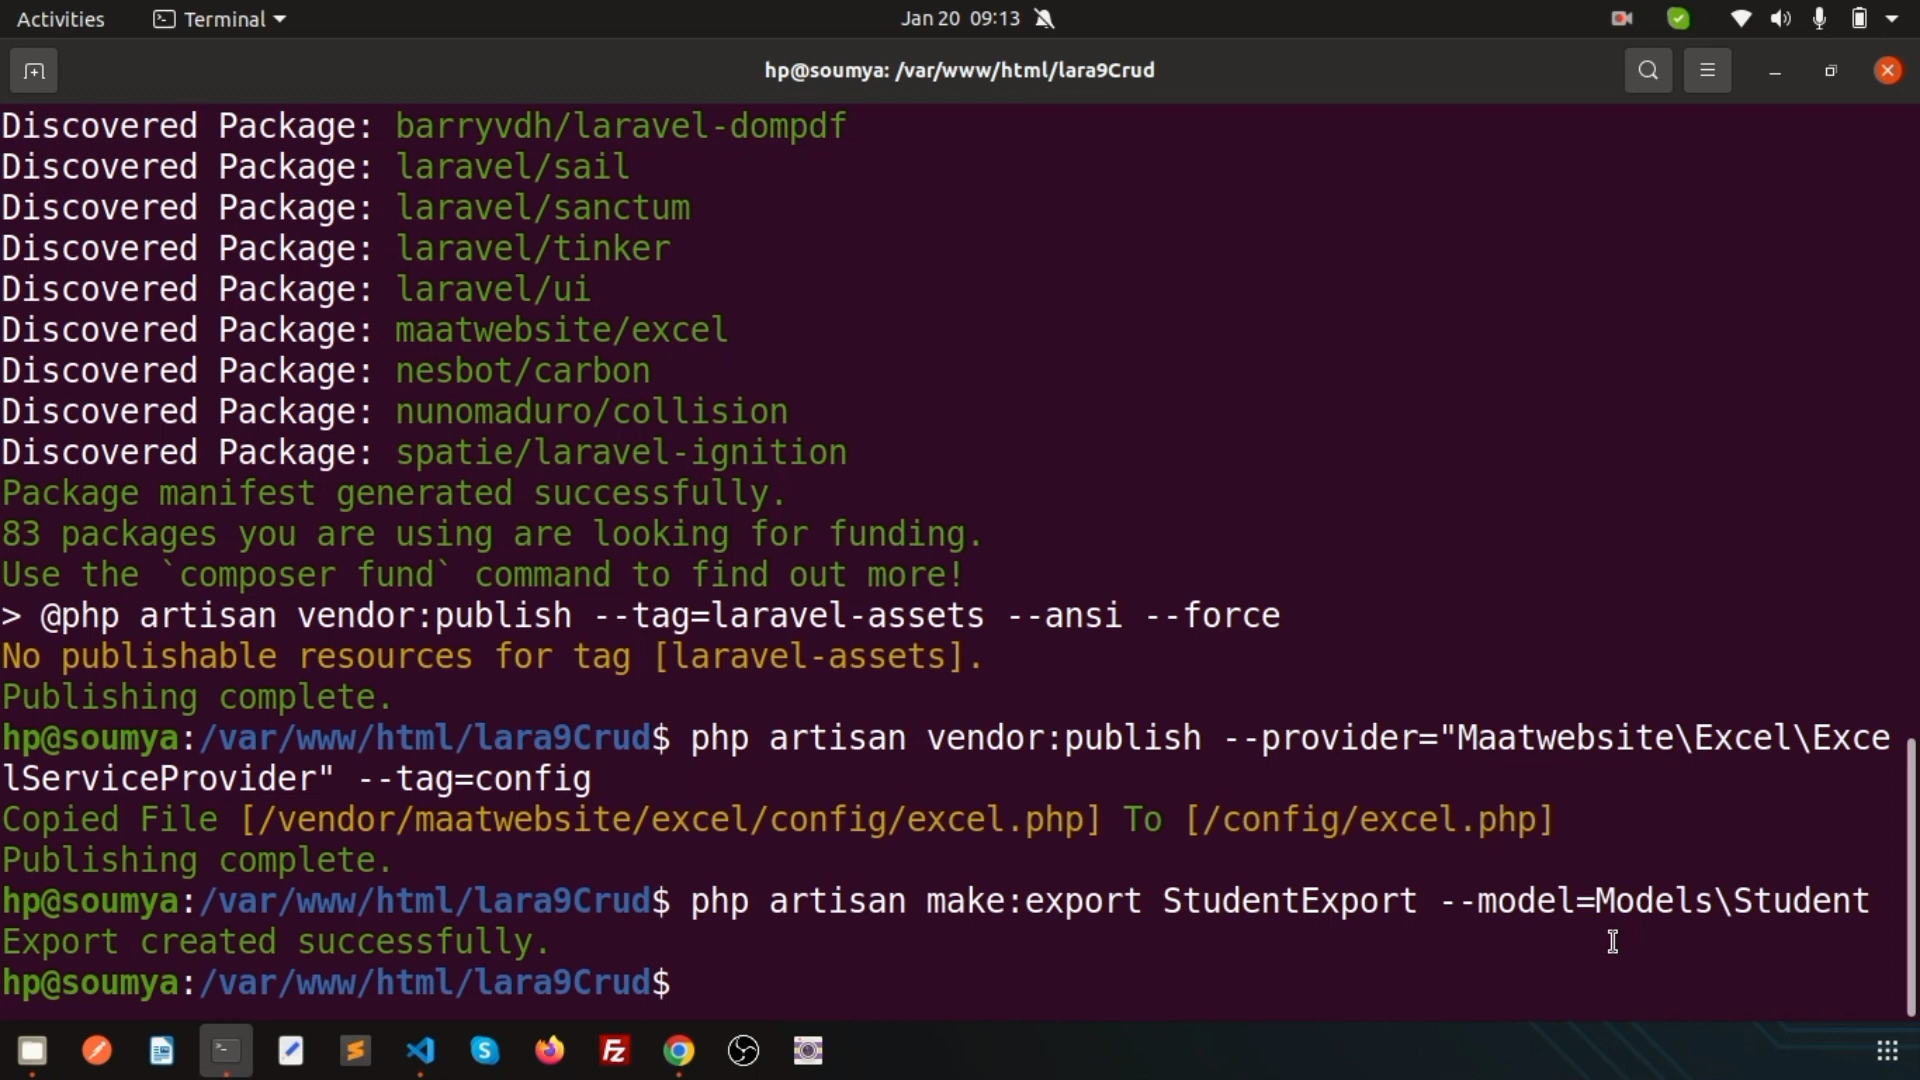 Activities Terminal Jan 20 09:13
hp@soumya: /var/www/html/lara9Crud
Discovered Package: barryvdh/laravel-dompdf
Discovered Package: laravel/sail
Discovered Package: laravel/sanctum
Discovered Package: laravel/tinker
Discovered Package: laravel/ui
Discovered Package: maatwebsite/excel
Discovered Package: nesbot/carbon
Discovered Package: nunomaduro/collision
Discovered Package: spatie/laravel-ignition
Package manifest generated successfully.
83 packages you are using are looking for funding.
Use the `composer fund` command to find out more!
> @php artisan vendor:publish --tag=laravel-assets --ansi --force
No publishable resources for tag [laravel-assets].
Publishing complete.
hp@soumya:/var/www/html/lara9Crud$ php artisan vendor:publish --provider="Maatwebsite\Excel\Exce
lServiceProvider" --tag=config
Copied File [/vendor/maatwebsite/excel/config/excel.php] To [/config/excel.php]
Publishing complete.
hp@soumya:/var/www/html/lara9Crud$ php artisan make:export StudentExport --model=Models\Student
Export created successfully.
hp@soumya:/var/www/html/lara9Crud$